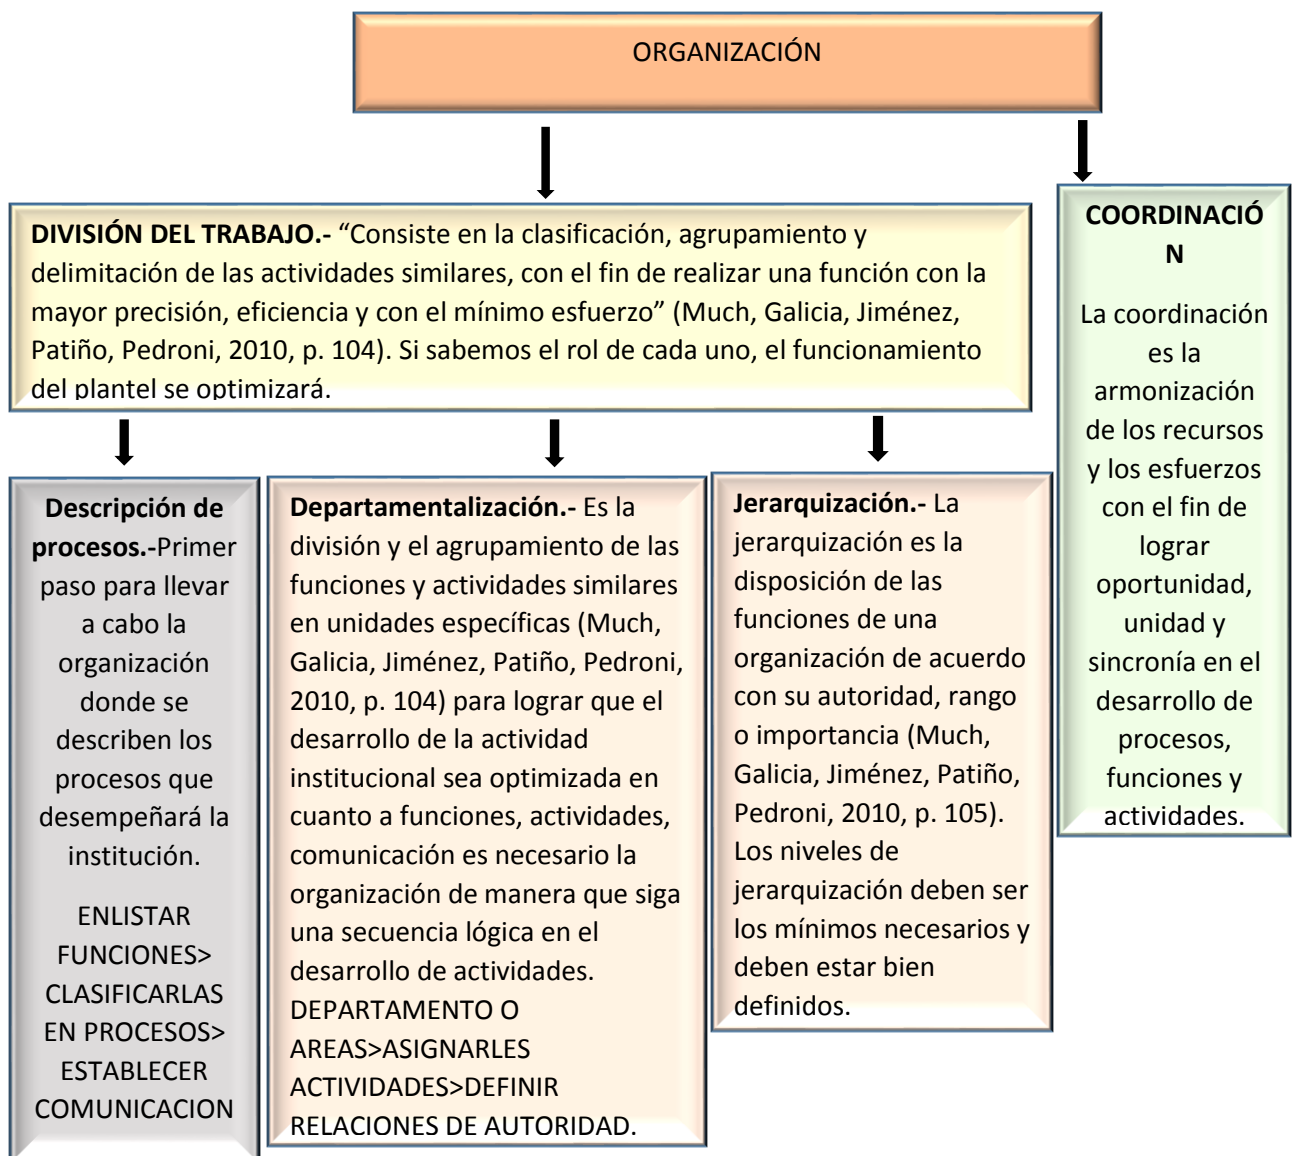 ORGANIZACIÓN
DIVISIÓN DEL TRABAJO.- “Consiste en la clasificación, agrupamiento y
delimitación de las actividades similares, con el fin de realizar una función con la
mayor precisión, eficiencia y con el mínimo esfuerzo” (Much, Galicia, Jiménez,
Patiño, Pedroni, 2010, p. 104). Si sabemos el rol de cada uno, el funcionamiento
del plantel se optimizará.
COORDINACIÓ
N
La coordinación
es la
armonización
de los recursos
y los esfuerzos
con el fin de
lograr
oportunidad,
unidad y
sincronía en el
desarrollo de
procesos,
funciones y
actividades.
Descripción de
procesos.-Primer
paso para llevar
a cabo la
organización
donde se
describen los
procesos que
desempeñará la
institución.
ENLISTAR
FUNCIONES>
CLASIFICARLAS
EN PROCESOS>
ESTABLECER
COMUNICACION
Departamentalización.- Es la
división y el agrupamiento de las
funciones y actividades similares
en unidades específicas (Much,
Galicia, Jiménez, Patiño, Pedroni,
2010, p. 104) para lograr que el
desarrollo de la actividad
institucional sea optimizada en
cuanto a funciones, actividades,
comunicación es necesario la
organización de manera que siga
una secuencia lógica en el
desarrollo de actividades.
DEPARTAMENTO O
AREAS>ASIGNARLES
ACTIVIDADES>DEFINIR
RELACIONES DE AUTORIDAD.
Jerarquización.- La
jerarquización es la
disposición de las
funciones de una
organización de acuerdo
con su autoridad, rango
o importancia (Much,
Galicia, Jiménez, Patiño,
Pedroni, 2010, p. 105).
Los niveles de
jerarquización deben ser
los mínimos necesarios y
deben estar bien
definidos.